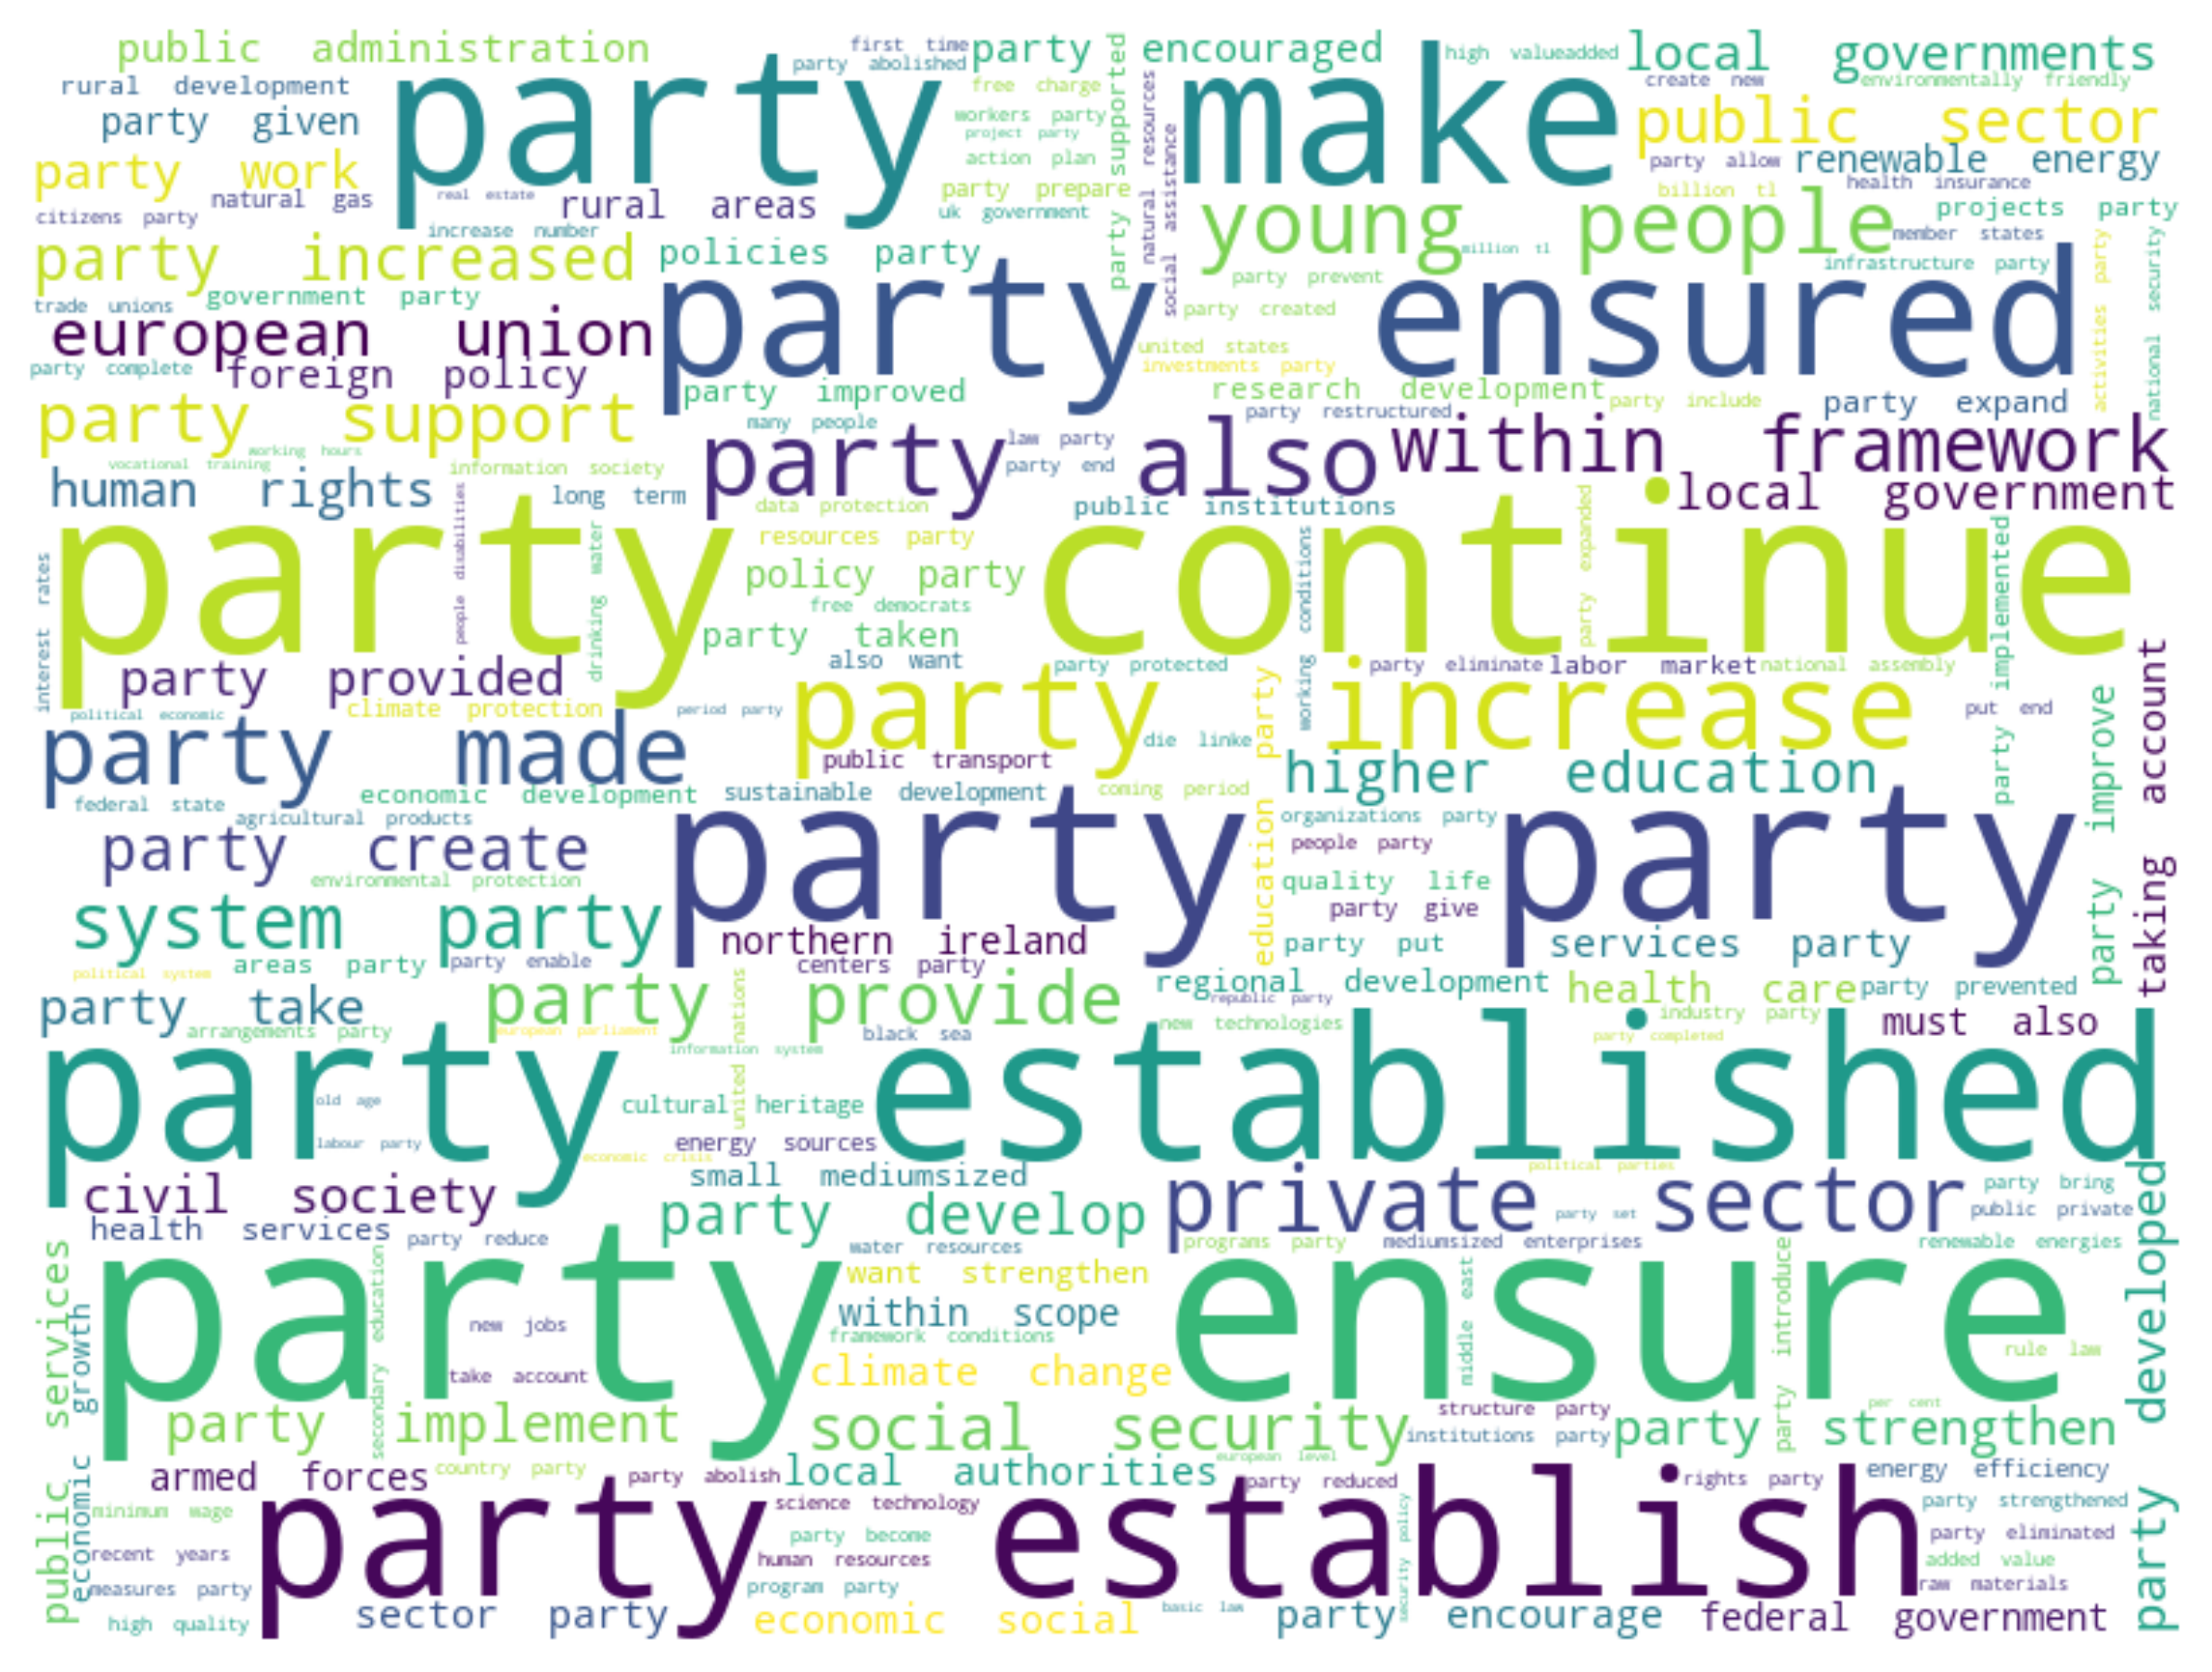 public administration
first time
party encouraged
high valueadded
local governments
party abolished
rural development
party make
free charge
create new
environmentally friendly
party given
workers party
public sector
project party
party work
action plan
party allow
renewable energy
natural gas
real estate
rural areas
party prepare
billion tl
health insurance
citizens party
uk government
young people
projects party
increase number
member states
party increased
policies party
million tl
infrastructure party
party supported
natural resources
social assistance
party prevent
activities party
national security
trade unions
government party
party ensured
party created
european union
united states
party complete
foreign policy
investments party
party improved
research development
party include
party expand
party support
many people
party restructured
party also
law party
within framework
working hours
vocational training
information society
party end
human rights
long term
local government
data protection
public institutions
party continue
people disabilities
drinking water
interest rates
resources party
policy party
free democrats
working conditions
party expanded
party implemented
party taken
also want
party protected
party eliminate
labor market
national assembly
party provided
party increase
climate protection
period party
put end
political economic
party made
die linke
public transport
higher education
education party
party improve
taking account
federal state
economic development
sustainable development
coming period
agricultural products
organizations party
party party
party create
people party
environmental protection
quality life
party give
system party
northern ireland
party put
services party
political system
areas party
party enable
centers party
regional development
health care
party prevented
party take
party provide
republic party
united nations
arrangements party
european parliament
black sea
new technologies
industry party
must also
party completed
information system
party established
old age
cultural heritage
labour party
energy sources
economic crisis
small mediumsized
political parties
civil society
private sector
party bring
health services
party develop
party set
public private
party reduce
water resources
programs party
mediumsized enterprises
renewable energies
party developed
public services
economic growth
secondary education
want strengthen
party ensure
middle east
party introduce
new jobs
within scope
framework conditions
rule law
take account
climate change
party implement
social security
structure party
per cent
institutions party
party strengthen
armed forces
country party
party abolish
local authorities
european level
party reduced
rights party
energy efficiency
party establish
minimum wage
science technology
security policy
party strengthened
party become
party eliminated
recent years
human resources
added value
measures party
program party
raw materials
high quality
sector party
economic social
basic law
party encourage
federal government